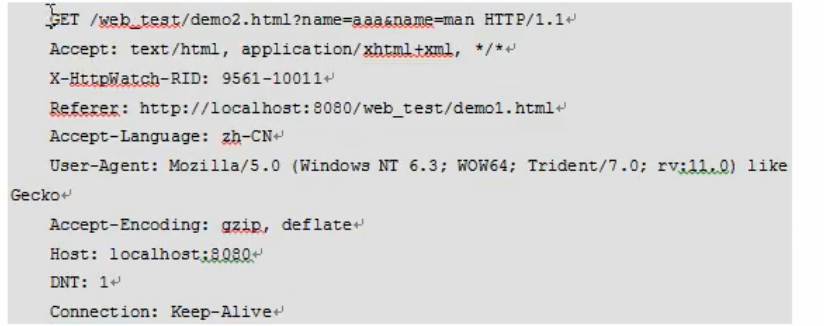 GET /web_test/demo2.html?name=aaa&name=man HTTP/1.1↵
Accept: text/html, application/xhtml+xml, */*↵
X-HttpWatch-RID: 9561-10011↵
Referer: http://localhost:8080/web_test/demo1.html↵
Accept-Language: zh-CN↵
User-Agent: Mozilla/5.0 (Windows NT 6.3; WOW64; Trident/7.0; rv:11.0) like
Gecko↵
Accept-Encoding: gzip, deflate↵
Host: localhost:8080↵
DNT: 1↵
Connection: Keep-Alive↵